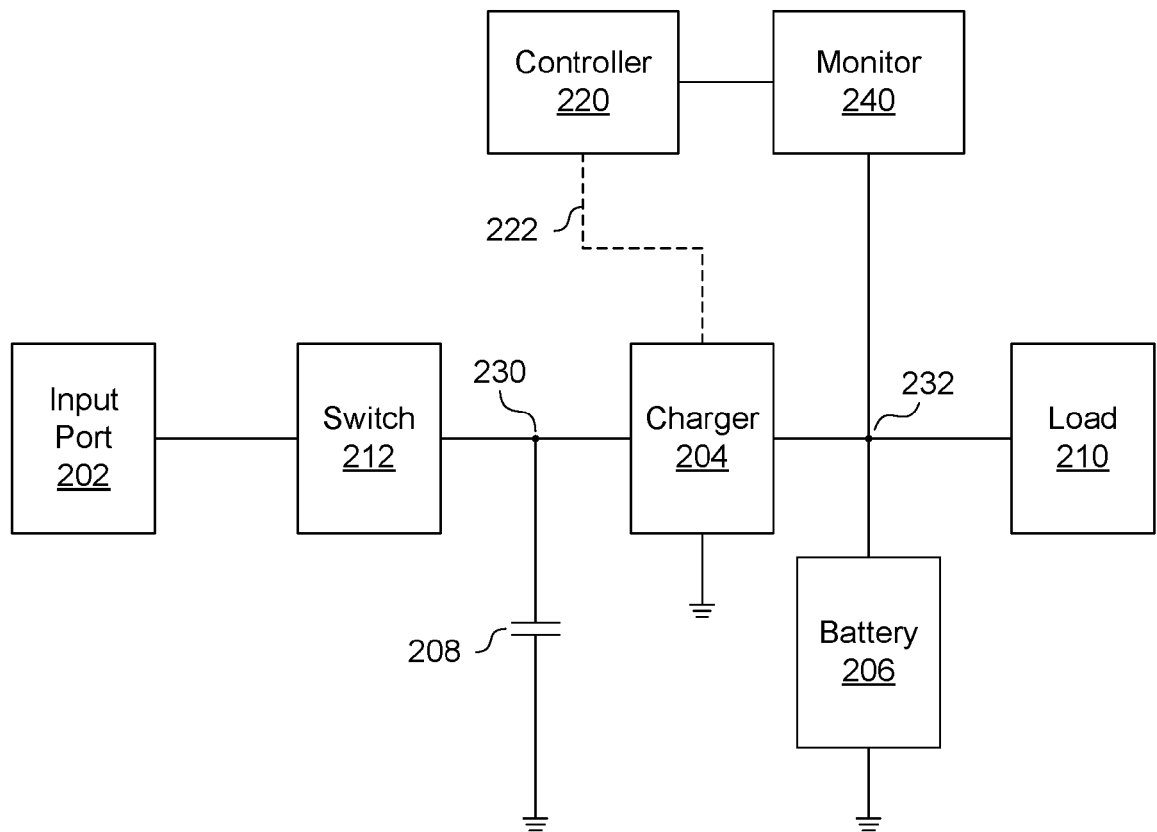 Controller
220
Monitor
240
222
Input
Port
202
Switch
212
230
Charger
204
232
Load
210
208
Battery
206